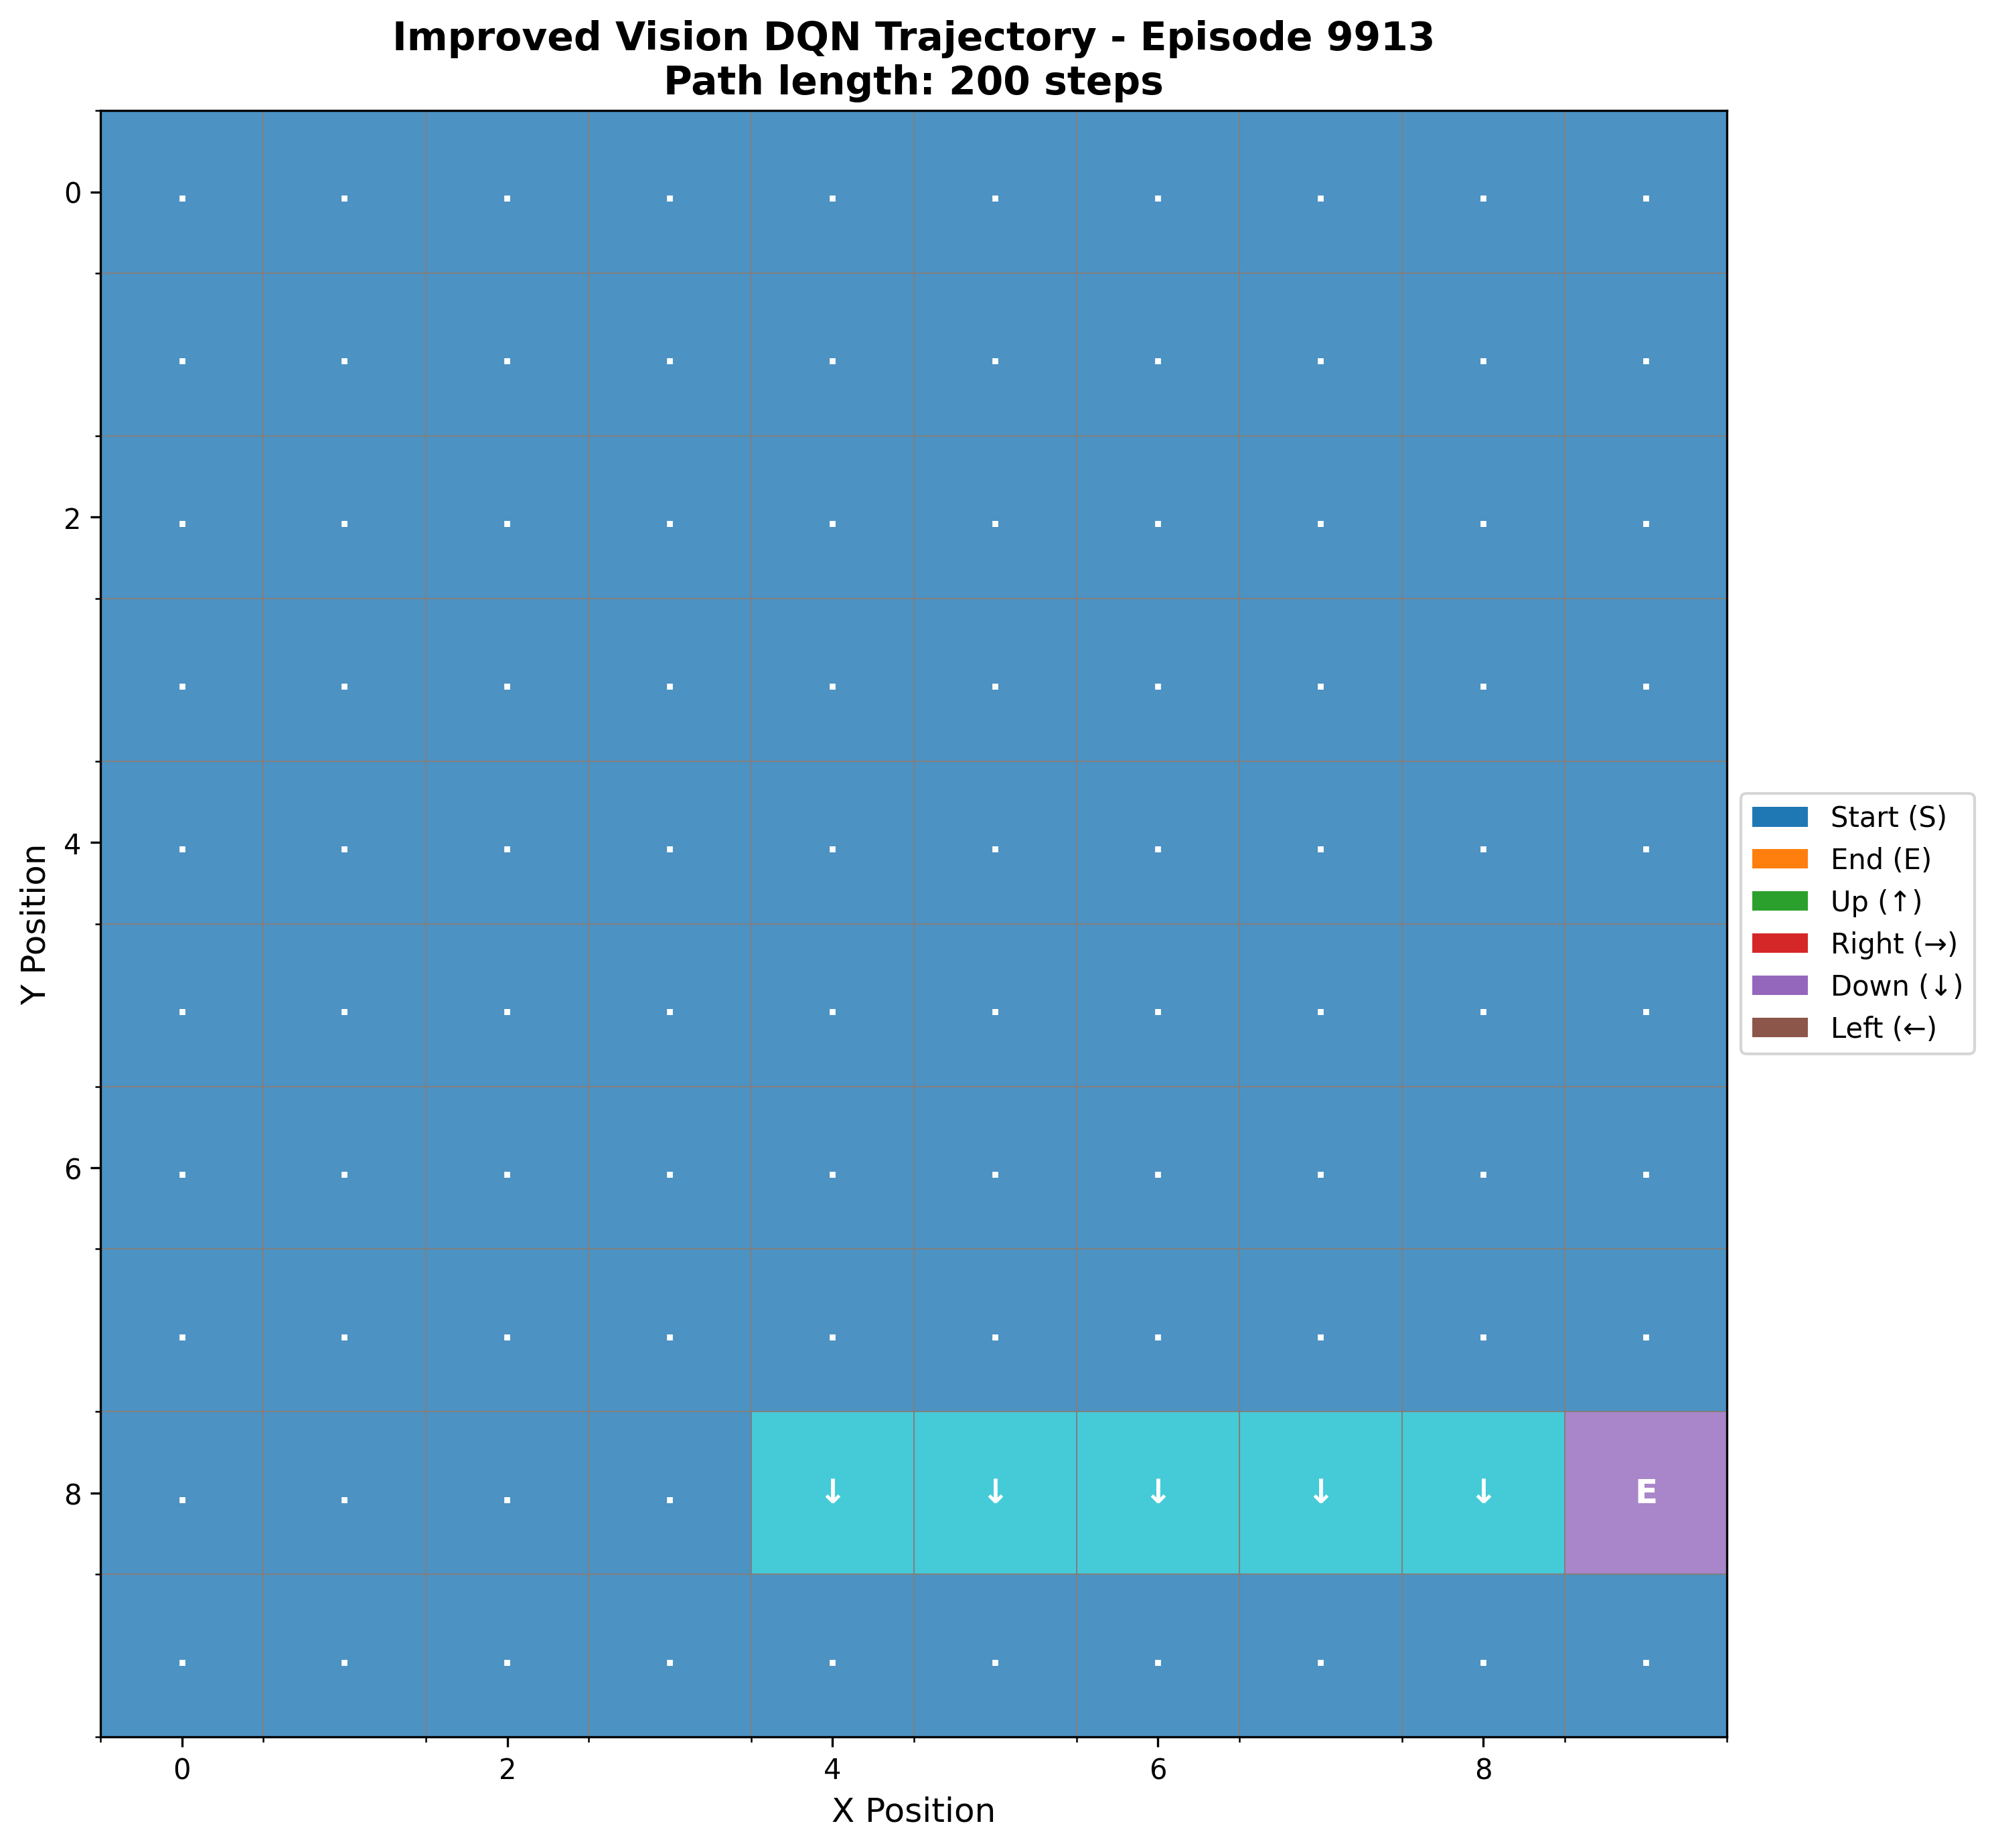 Improved Vision DQN Trajectory - Episode 9913
Path length: 200 steps
0
2
4
6
8
Y Position
↓ ↓ ↓ ↓ ↓ E
0 2 4 6 8
X Position
Start (S)
End (E)
Up (↑)
Right (→)
Down (↓)
Left (←)